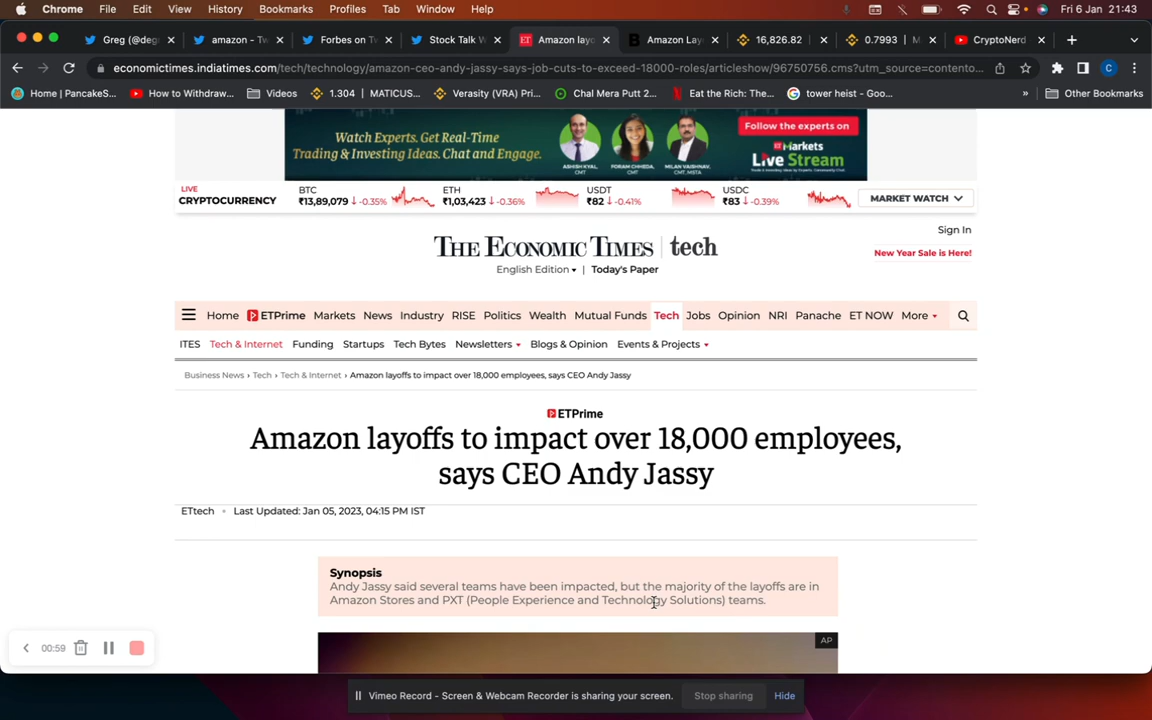 Chrome File Edit View History Bookmarks Profiles Tab Window Help Fri 6 Jan 21:43
Greg (@deg amazon - Tw Forbes on Tw Stock Talk W Amazon layo Amazon Lay 16,826.82 0.7993 | M CryptoNerd
economictimes.indiatimes.com/tech/technology/amazon-ceo-andy-jassy-says-job-cuts-to-exceed-18000-roles/articleshow/96750756.cms?utm_source=contento... C
Home | PancakeS... How to Withdraw... Videos 1.304 | MATICUS... Verasity (VRA) Pri... Chal Mera Putt 2... Eat the Rich: The... tower heist - Goo... » Other Bookmarks
Watch Experts. Get Real-Time
Trading & Investing Ideas. Chat and Engage.
ASHISH KYAL, CMT
FORAM CHHEDA, CMT
MILAN VAISHNAV, CMT, MSTA
Follow the experts on
ET Markets
Live Stream
LIVE
CRYPTOCURRENCY
BTC
₹13,89,079 ↓ -0.35%
ETH
₹1,03,423 ↓ -0.36%
USDT
₹82 ↓ -0.41%
USDC
₹83 ↓ -0.39%
MARKET WATCH
Sign In
THE ECONOMIC TIMES | tech
New Year Sale is Here!
English Edition | Today's Paper
Home ETPrime Markets News Industry RISE Politics Wealth Mutual Funds Tech Jobs Opinion NRI Panache ET NOW More
ITES Tech & Internet Funding Startups Tech Bytes Newsletters Blogs & Opinion Events & Projects
Business News › Tech › Tech & Internet › Amazon layoffs to impact over 18,000 employees, says CEO Andy Jassy
ETPrime
Amazon layoffs to impact over 18,000 employees,
says CEO Andy Jassy
ETtech • Last Updated: Jan 05, 2023, 04:15 PM IST
Synopsis
Andy Jassy said several teams have been impacted, but the majority of the layoffs are in
Amazon Stores and PXT (People Experience and Technology Solutions) teams.
AP
00:59
Vimeo Record - Screen & Webcam Recorder is sharing your screen. Stop sharing Hide